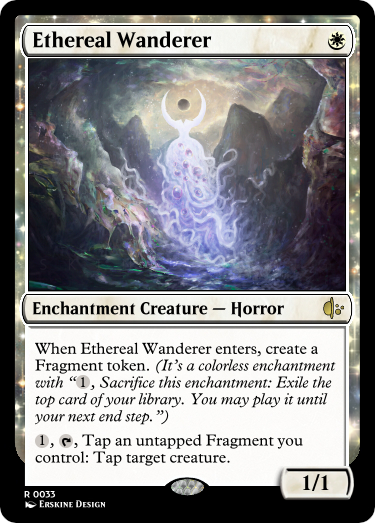 Ethereal Wanderer
Enchantment Creature — Horror
When Ethereal Wanderer enters, create a
Fragment token. (It's a colorless enchantment
with “1, Sacrifice this enchantment: Exile the
top card of your library. You may play it until
your next end step.”)
1, Tap an untapped Fragment you
control: Tap target creature.
1/1
R 0033
Erskine Design